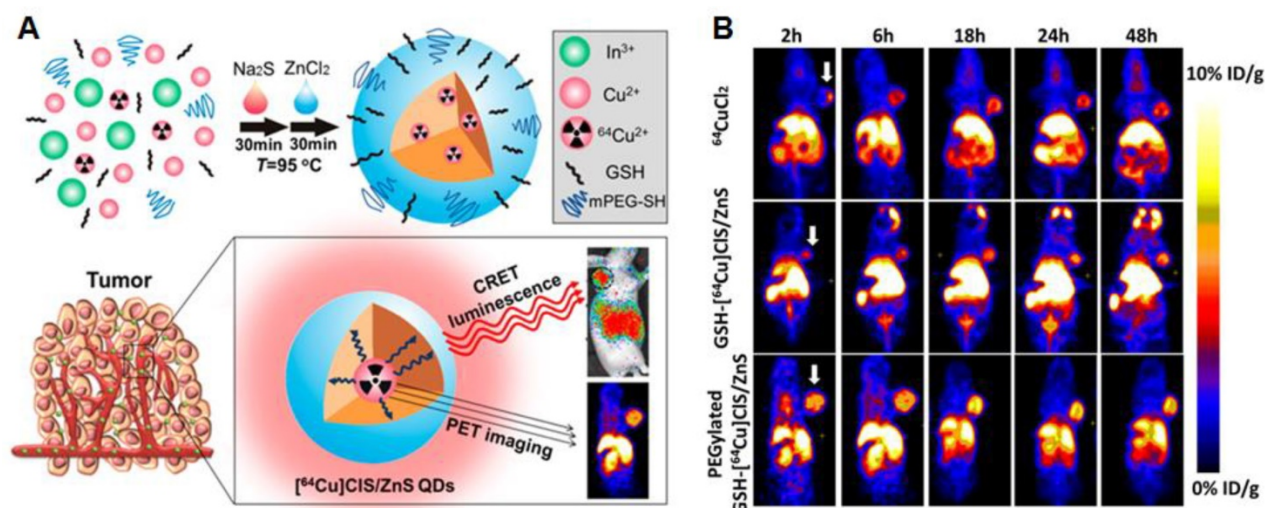 A
Na₂S
ZnCl₂
30min
30min
T=95 °C
In³⁺
Cu²⁺
⁶⁴Cu²⁺
GSH
mPEG-SH
Tumor
CRET
luminescence
PET imaging
[⁶⁴Cu]CIS/ZnS QDs
B
2h
6h
18h
24h
48h
⁶⁴CuCl₂
GSH-[⁶⁴Cu]CIS/ZnS
PEGylated
GSH-[⁶⁴Cu]CIS/ZnS
10% ID/g
0% ID/g